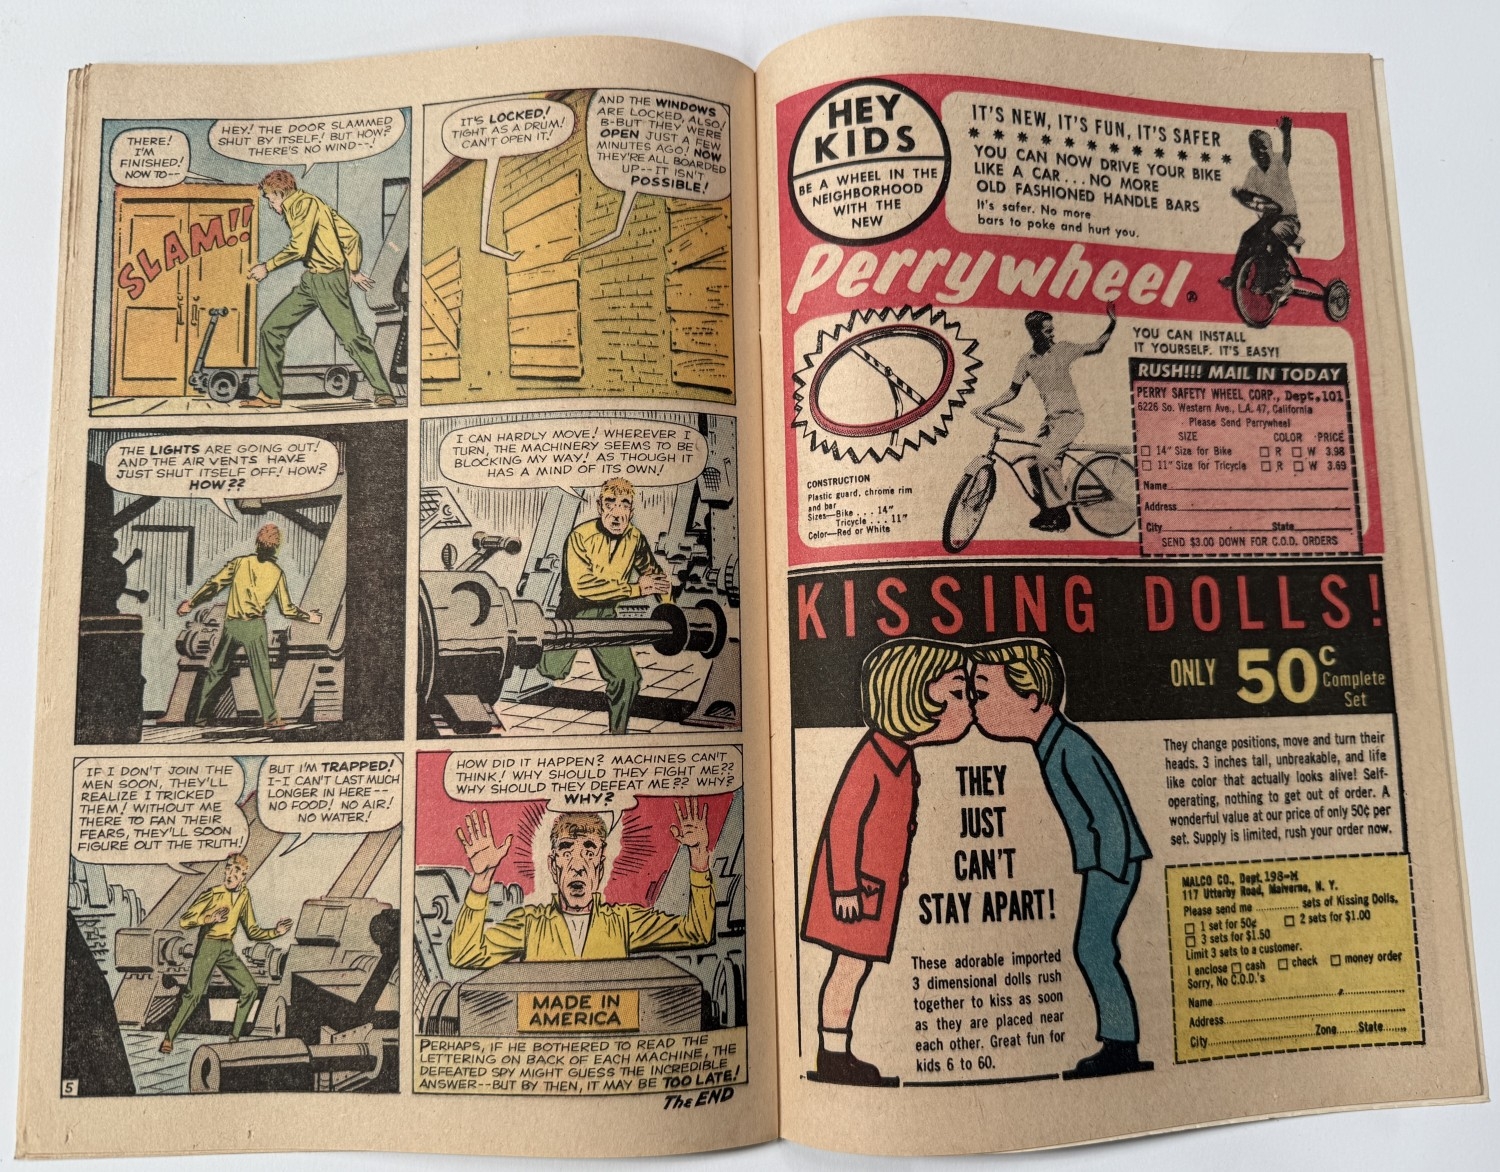 THERE!
I'M
FINISHED!
NOW TO--
HEY! THE DOOR SLAMMED
SHUT BY ITSELF! BUT HOW?
THERE'S NO WIND--!
SLAM!!
IT'S LOCKED!
TIGHT AS A DRUM!
CAN'T OPEN IT!
AND THE WINDOWS
ARE LOCKED, ALSO!
B-BUT THEY WERE
OPEN JUST A FEW
MINUTES AGO! NOW
THEY'RE ALL BOARDED
UP--IT ISN'T
POSSIBLE!
THE LIGHTS ARE GOING OUT!
AND THE AIR VENTS HAVE
JUST SHUT ITSELF OFF! HOW?
HOW??
I CAN HARDLY MOVE! WHEREVER I
TURN, THE MACHINERY SEEMS TO BE
BLOCKING MY WAY! AS THOUGH IT
HAS A MIND OF ITS OWN!
IF I DON'T JOIN THE
MEN SOON, THEY'LL
REALIZE I TRICKED
THEM! WITHOUT ME
THERE TO FAN THEIR
FEARS, THEY'LL SOON
FIGURE OUT THE TRUTH!
BUT I'M TRAPPED!
I-I CAN'T LAST MUCH
LONGER IN HERE--
NO FOOD! NO AIR!
NO WATER!
5
HOW DID IT HAPPEN? MACHINES CAN'T
THINK! WHY SHOULD THEY FIGHT ME??
WHY SHOULD THEY DEFEAT ME?? WHY?
WHY?
MADE IN
AMERICA
PERHAPS, IF HE BOTHERED TO READ THE
LETTERING ON BACK OF EACH MACHINE, THE
DEFEATED SPY MIGHT GUESS THE INCREDIBLE
ANSWER--BUT BY THEN, IT MAY BE TOO LATE!
THE END
HEY
KIDS
BE A WHEEL IN THE
NEIGHBORHOOD
WITH THE
NEW
IT'S NEW, IT'S FUN, IT'S SAFER
* * * * * * * * * * *
YOU CAN NOW DRIVE YOUR BIKE
LIKE A CAR...NO MORE
OLD FASHIONED HANDLE BARS
It's safer. No more
bars to poke and hurt you.
Perrywheel®
YOU CAN INSTALL
IT YOURSELF. IT'S EASY!
CONSTRUCTION
Plastic guard, chrome rim
and bar
Sizes—Bike . . . 14"
Tricycle . . . 11"
Color—Red or White
RUSH!!! MAIL IN TODAY
PERRY SAFETY WHEEL CORP., Dept.101
6226 So. Western Ave., L.A. 47, California
Please Send Perrywheel
SIZE COLOR PRICE
14" Size for Bike R W 3.98
11" Size for Tricycle R W 3.69
Name
Address
City State
SEND $3.00 DOWN FOR C.O.D. ORDERS
KISSING DOLLS!
ONLY 50c
Complete
Set
THEY
JUST
CAN'T
STAY APART!
These adorable imported
3 dimensional dolls rush
together to kiss as soon
as they are placed near
each other. Great fun for
kids 6 to 60.
They change positions, move and turn their
heads. 3 inches tall, unbreakable, and life
like color that actually looks alive! Self-
operating, nothing to get out of order. A
wonderful value at our price of only 50¢ per
set. Supply is limited, rush your order now.
MALCO CO., Dept. 198-M
117 Utterby Road, Malverne, N. Y.
Please send me ............ sets of Kissing Dolls,
1 set for 50¢ 2 sets for $1.00
3 sets for $1.50
Limit 3 sets to a customer.
I enclose cash check money order
Sorry, No C.O.D.'s
Name
Address
Zone State
City